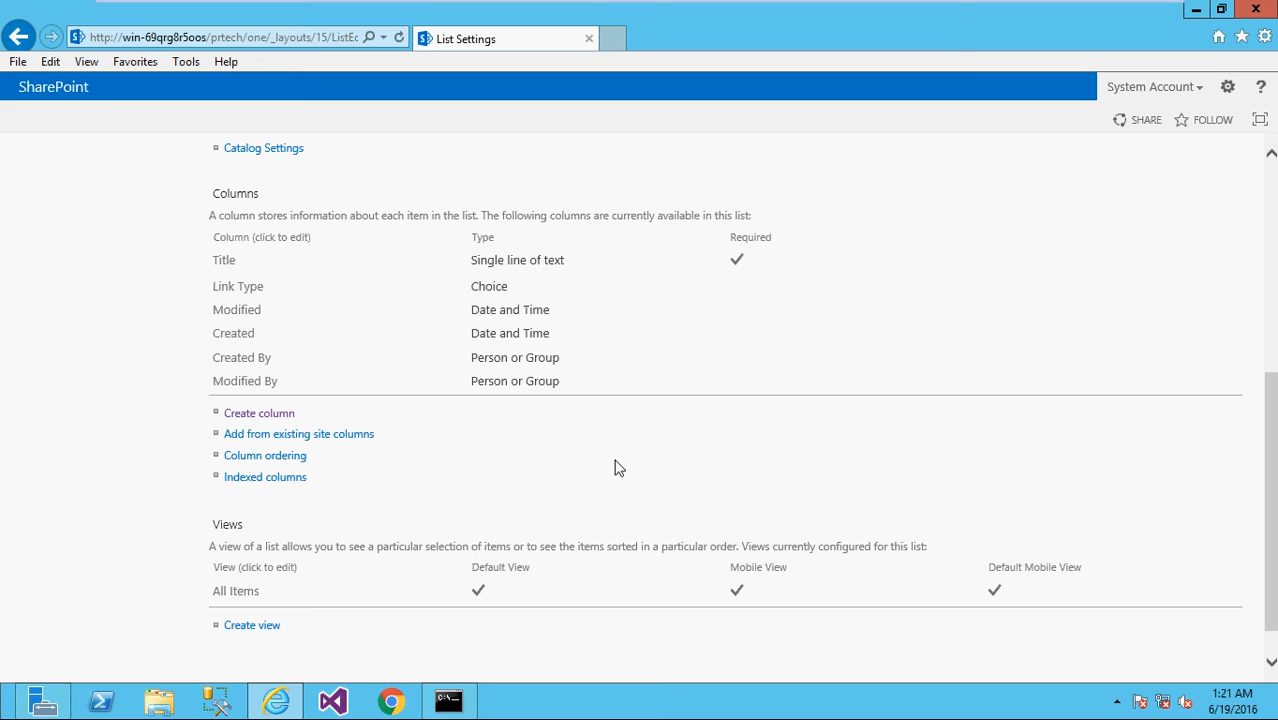 http://win-69qrg8r5oos/prtech/one/_layouts/15/ListEc
List Settings
File Edit View Favorites Tools Help
SharePoint
System Account
SHARE FOLLOW
Catalog Settings
Columns
A column stores information about each item in the list. The following columns are currently available in this list:
Column (click to edit) Type Required
Title Single line of text
Link Type Choice
Modified Date and Time
Created Date and Time
Created By Person or Group
Modified By Person or Group
Create column
Add from existing site columns
Column ordering
Indexed columns
Views
A view of a list allows you to see a particular selection of items or to see the items sorted in a particular order. Views currently configured for this list:
View (click to edit) Default View Mobile View Default Mobile View
All Items
Create view
1:21 AM
6/19/2016